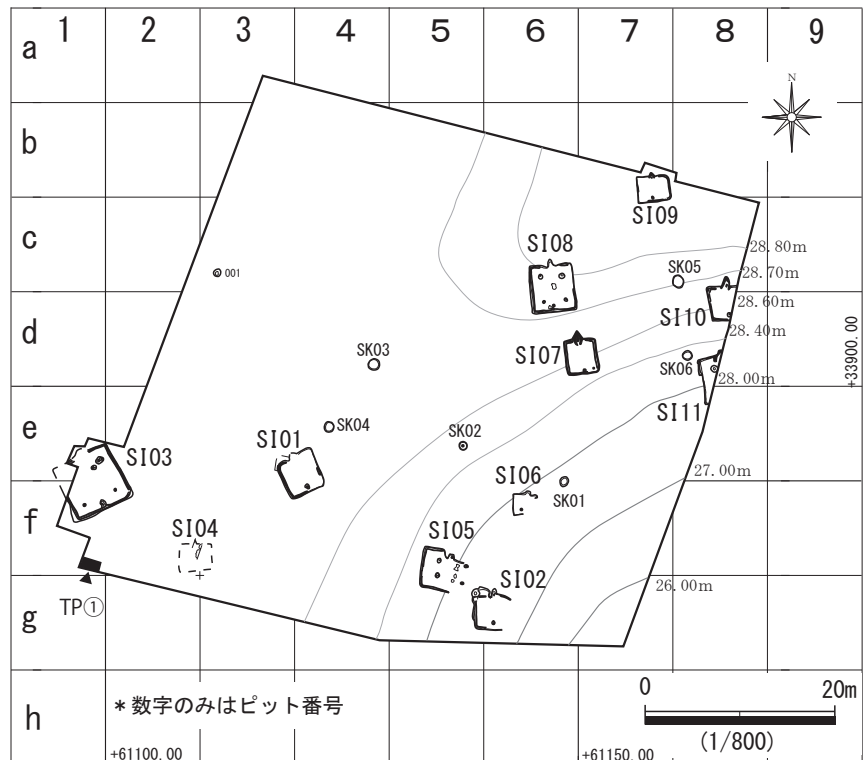 1 2 3 4 5 6 7 8 9
a
N
b
SI09
c
SI08
28.80m
001
SK05
28.70m
28.60m
SI10
d
28.40m
SK03
SI07
SK06
28.00m
+33900.00
SI11
e
SK04
SI01
SK02
SI03
27.00m
SI06
SK01
f
SI04
SI05
SI02
26.00m
TP①
g
0 20m
*数字のみはピット番号
h
(1/800)
+61100.00
+61150.00